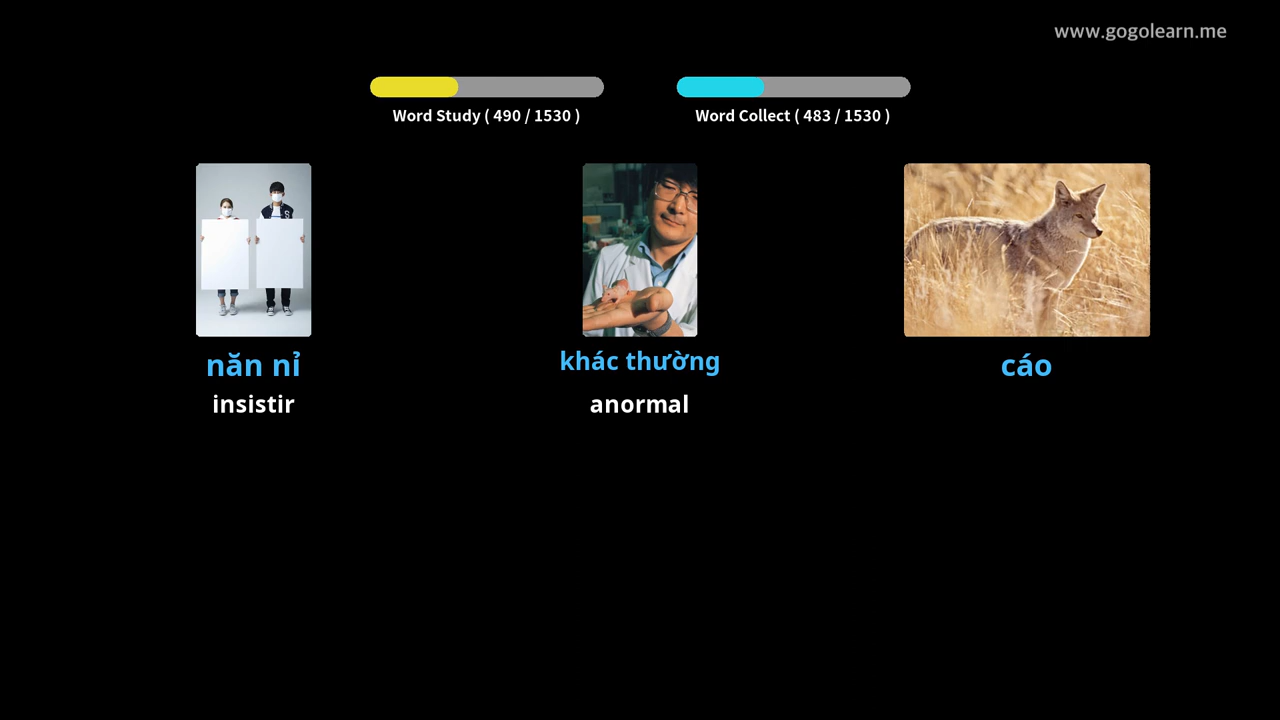 www.gogolearn.me
Word Study ( 490 / 1530 )
Word Collect ( 483 / 1530 )
năn nỉ
khác thường
cáo
insistir
anormal